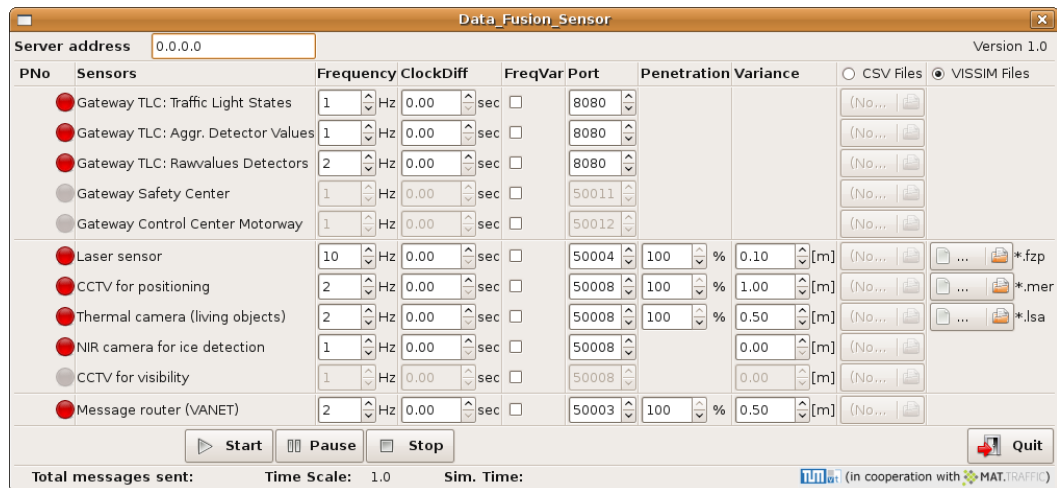 Data_Fusion_Sensor
Server address 0.0.0.0 Version 1.0
PNo Sensors Frequency ClockDiff FreqVar Port Penetration Variance CSV Files VISSIM Files
Gateway TLC: Traffic Light States 1 Hz 0.00 sec 8080 (No...
Gateway TLC: Aggr. Detector Values 1 Hz 0.00 sec 8080 (No...
Gateway TLC: Rawvalues Detectors 2 Hz 0.00 sec 8080 (No...
Gateway Safety Center 1 Hz 0.00 sec 50011 (No...
Gateway Control Center Motorway 1 Hz 0.00 sec 50012 (No...
Laser sensor 10 Hz 0.00 sec 50004 100 % 0.10 [m] (No... ... *.fzp
CCTV for positioning 2 Hz 0.00 sec 50008 100 % 1.00 [m] (No... ... *.mer
Thermal camera (living objects) 2 Hz 0.00 sec 50008 100 % 0.50 [m] (No... ... *.lsa
NIR camera for ice detection 1 Hz 0.00 sec 50008 0.00 [m] (No...
CCTV for visibility 1 Hz 0.00 sec 50008 0.00 [m] (No...
Message router (VANET) 2 Hz 0.00 sec 50003 100 % 0.50 [m] (No...
Start Pause Stop Quit
Total messages sent: Time Scale: 1.0 Sim. Time: TUM vt (in cooperation with MAT.TRAFFIC)